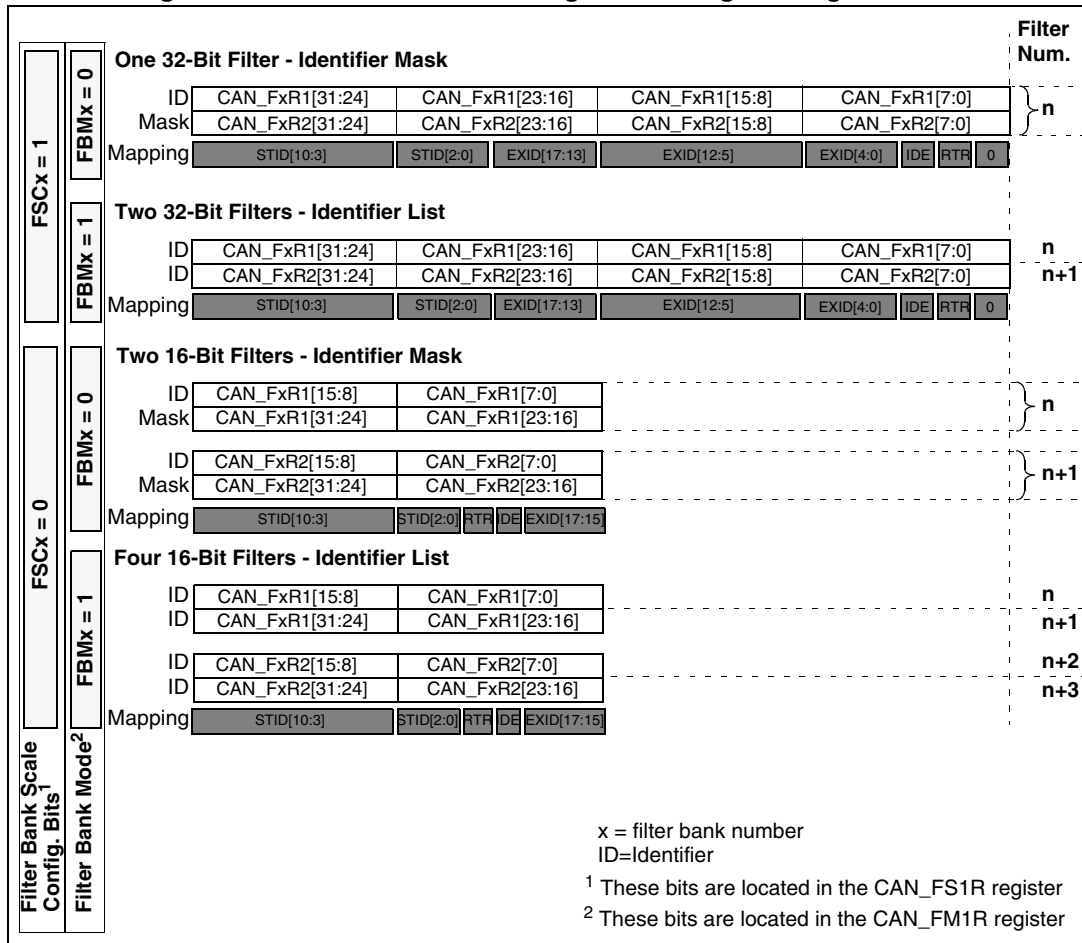 Filter
Num.
One 32-Bit Filter - Identifier Mask
FSCx = 1
FBMx = 0
ID CAN_FxR1[31:24] CAN_FxR1[23:16] CAN_FxR1[15:8] CAN_FxR1[7:0]
Mask CAN_FxR2[31:24] CAN_FxR2[23:16] CAN_FxR2[15:8] CAN_FxR2[7:0]
n
Mapping STID[10:3] STID[2:0] EXID[17:13] EXID[12:5] EXID[4:0] IDE RTR 0
Two 32-Bit Filters - Identifier List
FBMx = 1
ID CAN_FxR1[31:24] CAN_FxR1[23:16] CAN_FxR1[15:8] CAN_FxR1[7:0] n
ID CAN_FxR2[31:24] CAN_FxR2[23:16] CAN_FxR2[15:8] CAN_FxR2[7:0] n+1
Mapping STID[10:3] STID[2:0] EXID[17:13] EXID[12:5] EXID[4:0] IDE RTR 0
Two 16-Bit Filters - Identifier Mask
FSCx = 0
FBMx = 0
ID CAN_FxR1[15:8] CAN_FxR1[7:0]
Mask CAN_FxR1[31:24] CAN_FxR1[23:16]
n
ID CAN_FxR2[15:8] CAN_FxR2[7:0]
Mask CAN_FxR2[31:24] CAN_FxR2[23:16]
n+1
Mapping STID[10:3] STID[2:0] RTR IDE EXID[17:15]
Four 16-Bit Filters - Identifier List
FBMx = 1
ID CAN_FxR1[15:8] CAN_FxR1[7:0] n
ID CAN_FxR1[31:24] CAN_FxR1[23:16] n+1
ID CAN_FxR2[15:8] CAN_FxR2[7:0] n+2
ID CAN_FxR2[31:24] CAN_FxR2[23:16] n+3
Mapping STID[10:3] STID[2:0] RTR IDE EXID[17:15]
Filter Bank Scale
Config. Bits1
Filter Bank Mode2
x = filter bank number
ID=Identifier
1 These bits are located in the CAN_FS1R register
2 These bits are located in the CAN_FM1R register